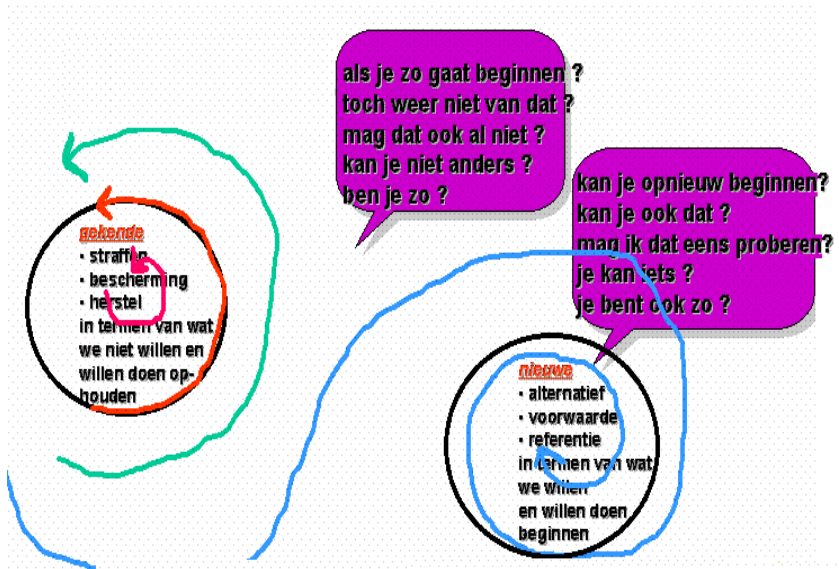 als je zo gaat beginnen ?
toch weer niet van dat ?
mag dat ook al niet ?
kan je niet anders ?
ben je zo ?
kan je opnieuw beginnen?
kan je ook dat ?
mag ik dat eens proberen?
je kan iets ?
je bent ook zo ?
gekende
· straffen
· bescherming
· herstel
in termen van wat
we niet willen en
willen doen op-
houden
nieuwe
· alternatief
· voorwaarde
· referentie
in termen van wat
we willen
en willen doen
beginnen